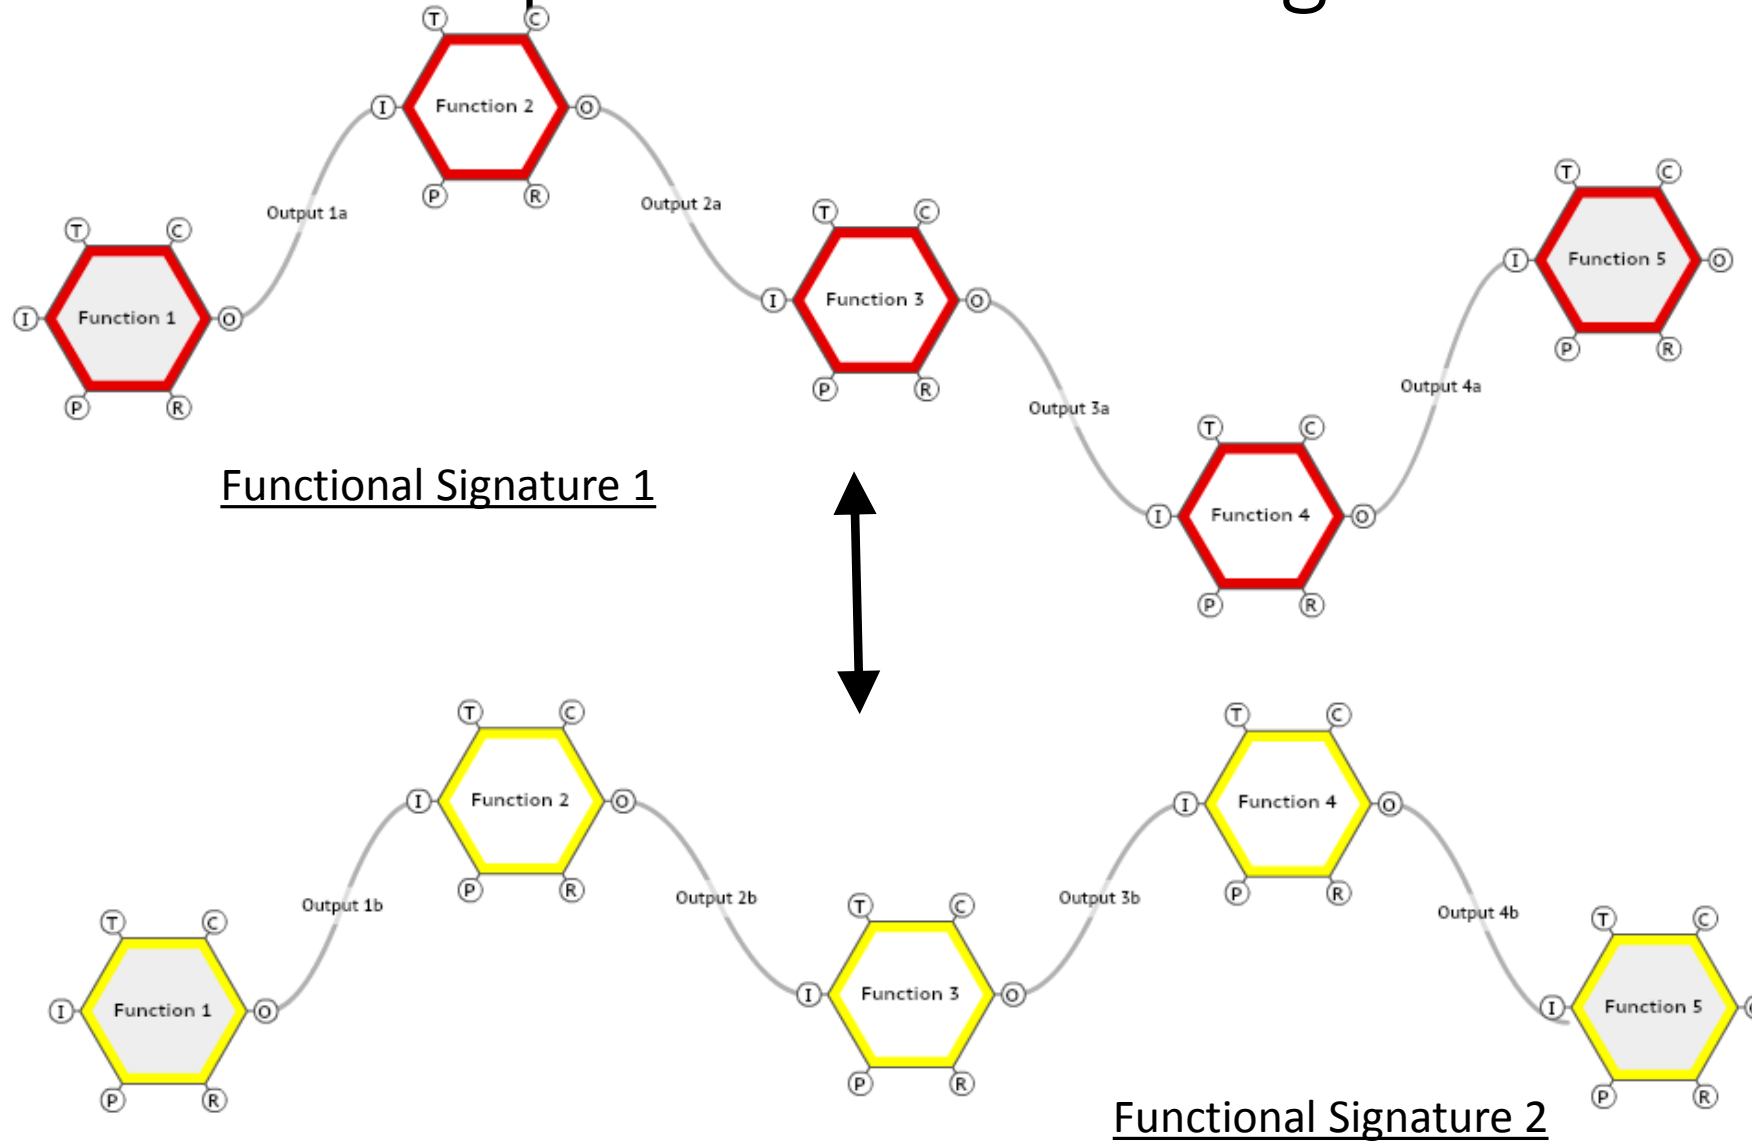 T C
Function 2
I O
P R
Output 1a
Output 2a
T C
Function 1
I O
P R
T C
Function 3
I O
P R
T C
Function 5
I O
P R
Output 3a
Output 4a
T C
Function 4
I O
P R
Functional Signature 1
T C
Function 2
I O
P R
T C
Function 4
I O
P R
Output 1b
Output 2b
Output 3b
Output 4b
T C
Function 1
I O
P R
T C
Function 3
I O
P R
T C
Function 5
I
P R
Functional Signature 2